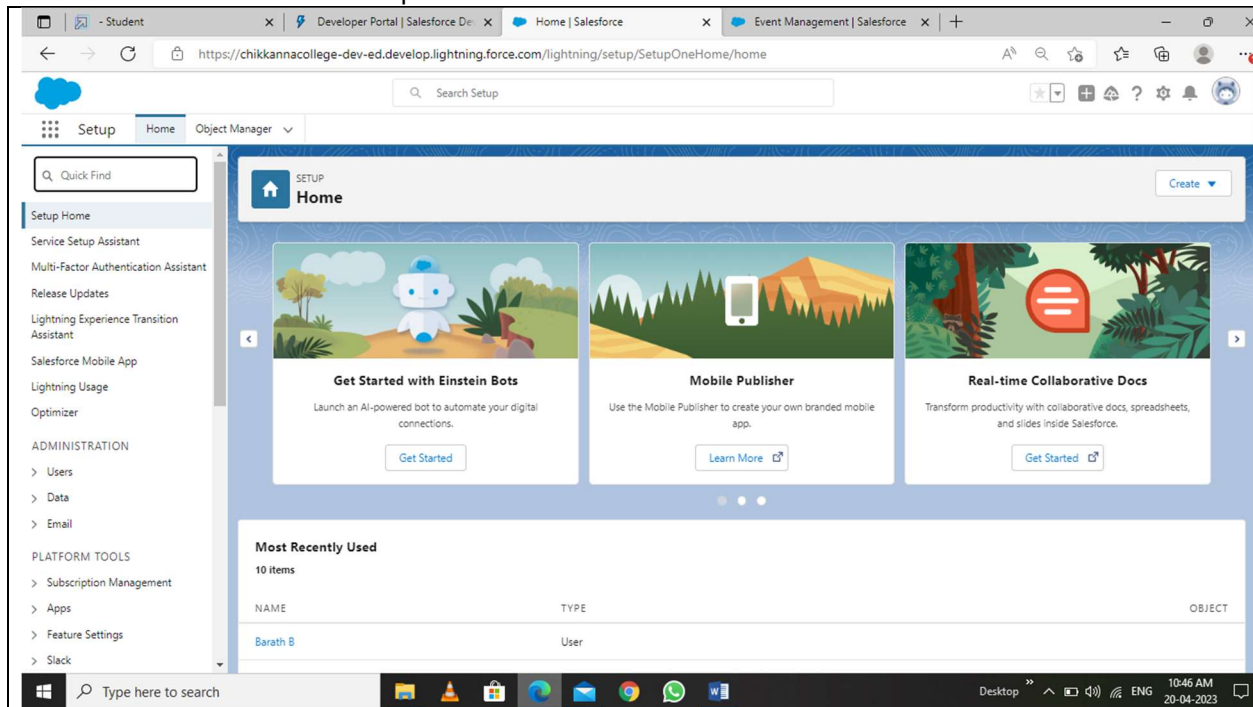 - Student
Developer Portal | Salesforce De
Home | Salesforce
Event Management | Salesforce
https://chikkannacollege-dev-ed.develop.lightning.force.com/lightning/setup/SetupOneHome/home
Search Setup
Setup Home Object Manager
Quick Find
SETUP
Home
Create
Setup Home
Service Setup Assistant
Multi-Factor Authentication Assistant
Release Updates
Lightning Experience Transition
Assistant
Salesforce Mobile App
Lightning Usage
Optimizer
ADMINISTRATION
Users
Data
Email
PLATFORM TOOLS
Subscription Management
Apps
Feature Settings
Slack
Get Started with Einstein Bots
Launch an AI-powered bot to automate your digital
connections.
Get Started
Mobile Publisher
Use the Mobile Publisher to create your own branded mobile
app.
Learn More
Real-time Collaborative Docs
Transform productivity with collaborative docs, spreadsheets,
and slides inside Salesforce.
Get Started
Most Recently Used
10 items
NAME TYPE OBJECT
Barath B User
Type here to search
Desktop
ENG
10:46 AM
20-04-2023